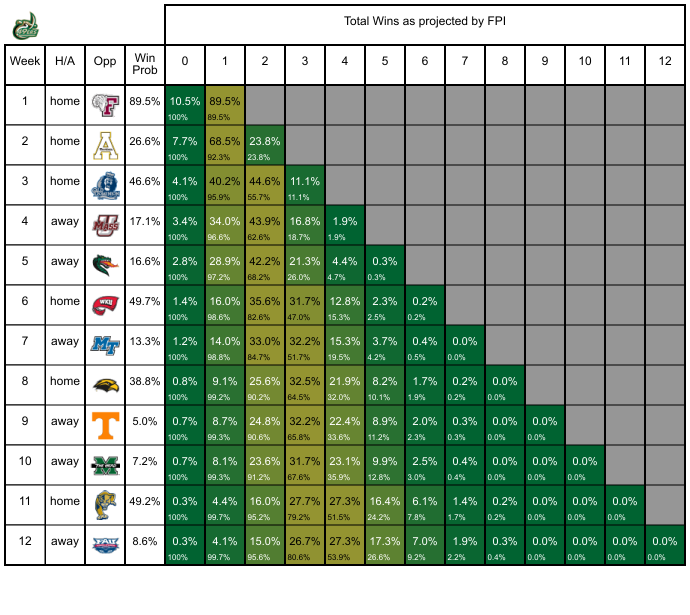 Total Wins as projected by FPI
Week H/A Opp Win Prob 0 1 2 3 4 5 6 7 8 9 10 11 12
1 home F 89.5% 10.5% 89.5%
100% 89.5%
2 home A 26.6% 7.7% 68.5% 23.8%
100% 92.3% 23.8%
3 home 46.6% 4.1% 40.2% 44.6% 11.1%
100% 95.9% 55.7% 11.1%
4 away UMass 17.1% 3.4% 34.0% 43.9% 16.8% 1.9%
100% 96.6% 62.6% 18.7% 1.9%
5 away 16.6% 2.8% 28.9% 42.2% 21.3% 4.4% 0.3%
100% 97.2% 68.2% 26.0% 4.7% 0.3%
6 home WKU 49.7% 1.4% 16.0% 35.6% 31.7% 12.8% 2.3% 0.2%
100% 98.6% 82.6% 47.0% 15.3% 2.5% 0.2%
7 away MT 13.3% 1.2% 14.0% 33.0% 32.2% 15.3% 3.7% 0.4% 0.0%
100% 98.8% 84.7% 51.7% 19.5% 4.2% 0.5% 0.0%
8 home 38.8% 0.8% 9.1% 25.6% 32.5% 21.9% 8.2% 1.7% 0.2% 0.0%
100% 99.2% 90.2% 64.5% 32.0% 10.1% 1.9% 0.2% 0.0%
9 away T 5.0% 0.7% 8.7% 24.8% 32.2% 22.4% 8.9% 2.0% 0.3% 0.0% 0.0%
100% 99.3% 90.6% 65.8% 33.6% 11.2% 2.3% 0.3% 0.0% 0.0%
10 away M 7.2% 0.7% 8.1% 23.6% 31.7% 23.1% 9.9% 2.5% 0.4% 0.0% 0.0% 0.0%
100% 99.3% 91.2% 67.6% 35.9% 12.8% 3.0% 0.4% 0.0% 0.0% 0.0%
11 home 49.2% 0.3% 4.4% 16.0% 27.7% 27.3% 16.4% 6.1% 1.4% 0.2% 0.0% 0.0% 0.0%
100% 99.7% 95.2% 79.2% 51.5% 24.2% 7.8% 1.7% 0.2% 0.0% 0.0% 0.0%
12 away FAU 8.6% 0.3% 4.1% 15.0% 26.7% 27.3% 17.3% 7.0% 1.9% 0.3% 0.0% 0.0% 0.0% 0.0%
100% 99.7% 95.6% 80.6% 53.9% 26.6% 9.2% 2.2% 0.4% 0.0% 0.0% 0.0% 0.0%